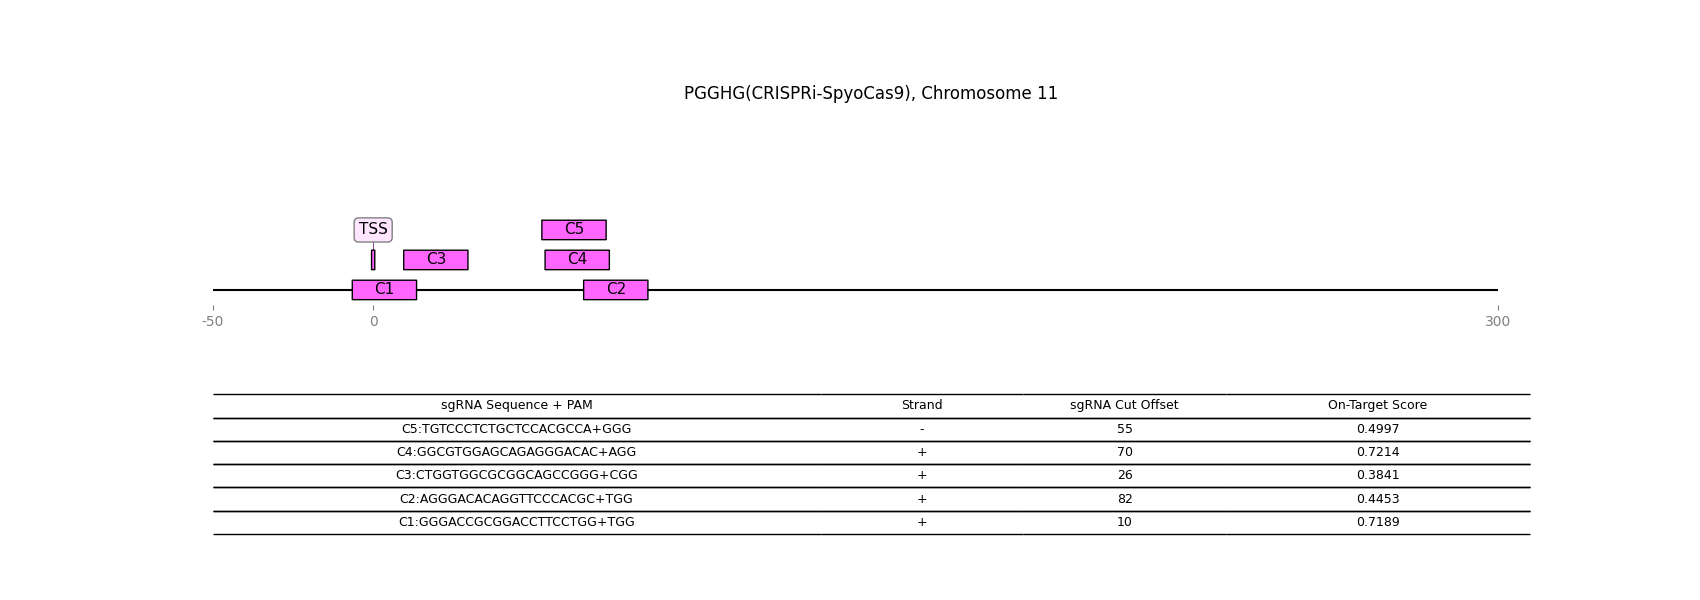 PGGHG(CRISPRi-SpyoCas9), Chromosome 11
TSS
C5
C3
C4
C1
C2
-50
0
300
sgRNA Sequence + PAM Strand sgRNA Cut Offset On-Target Score
C5:TGTCCCTCTGCTCCACGCCA+GGG - 55 0.4997
C4:GGCGTGGAGCAGAGGGACAC+AGG + 70 0.7214
C3:CTGGTGGCGCGGCAGCCGGG+CGG + 26 0.3841
C2:AGGGACACAGGTTCCCACGC+TGG + 82 0.4453
C1:GGGACCGCGGACCTTCCTGG+TGG + 10 0.7189